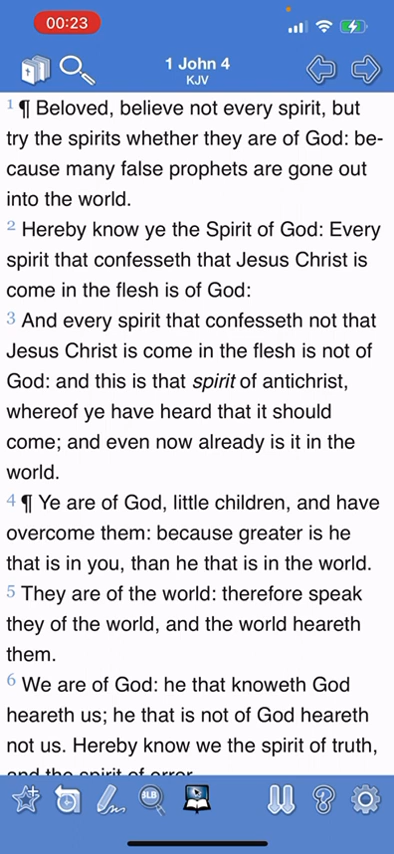 00:23
1 John 4
KJV
1 ¶ Beloved, believe not every spirit, but
try the spirits whether they are of God: be-
cause many false prophets are gone out
into the world.
2 Hereby know ye the Spirit of God: Every
spirit that confesseth that Jesus Christ is
come in the flesh is of God:
3 And every spirit that confesseth not that
Jesus Christ is come in the flesh is not of
God: and this is that spirit of antichrist,
whereof ye have heard that it should
come; and even now already is it in the
world.
4 ¶ Ye are of God, little children, and have
overcome them: because greater is he
that is in you, than he that is in the world.
5 They are of the world: therefore speak
they of the world, and the world heareth
them.
6 We are of God: he that knoweth God
heareth us; he that is not of God heareth
not us. Hereby know we the spirit of truth,
and the spirit of error.
3LB